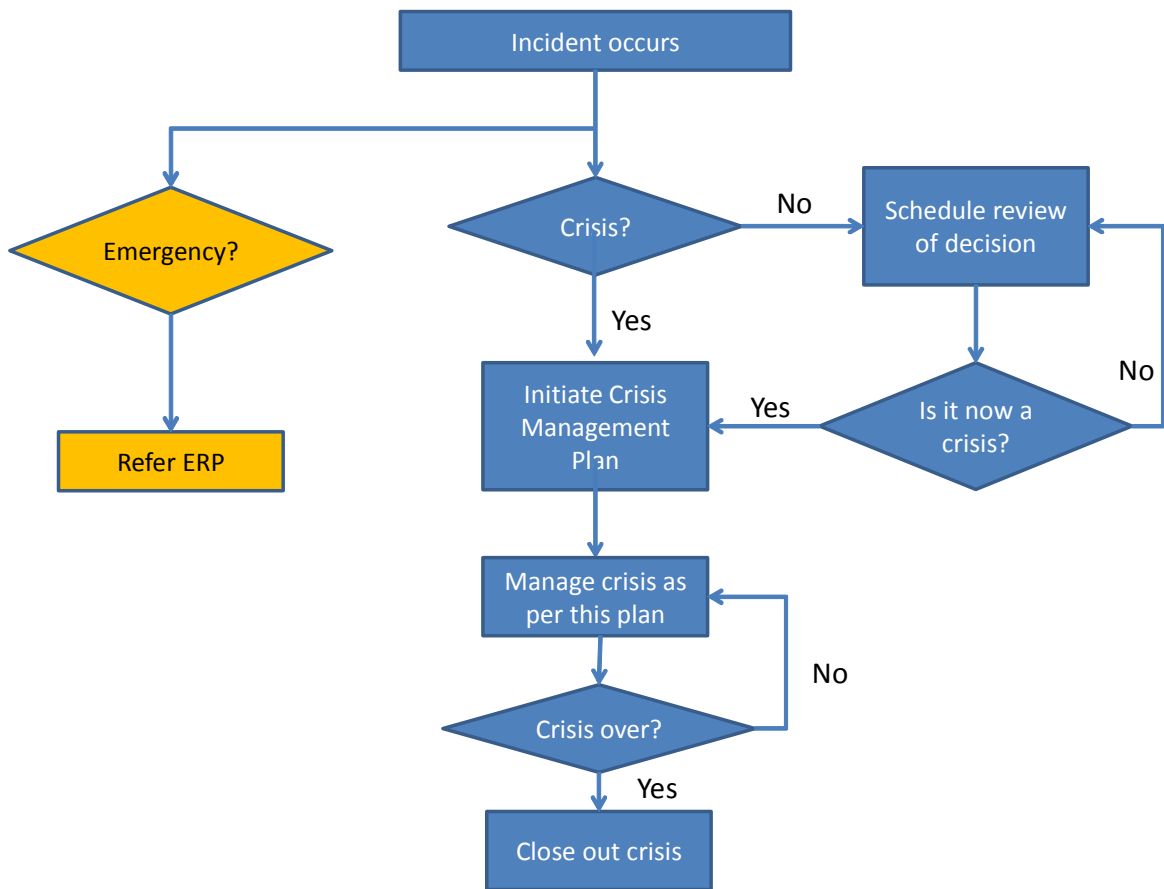 Incident occurs
Emergency?
Crisis?
No
Schedule review
of decision
Yes
Initiate Crisis
Management
Plan
Yes
Is it now a
crisis?
No
Refer ERP
Manage crisis as
per this plan
No
Crisis over?
Yes
Close out crisis